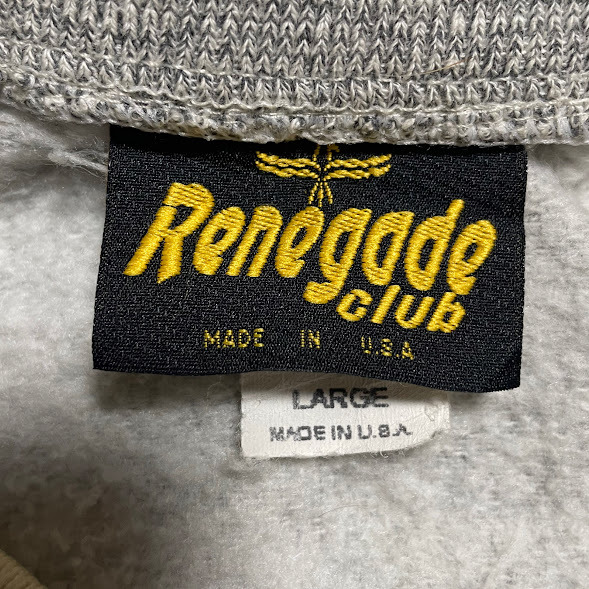 Renegade
club
MADE IN U.S.A
LARGE
MADE IN U.S.A.